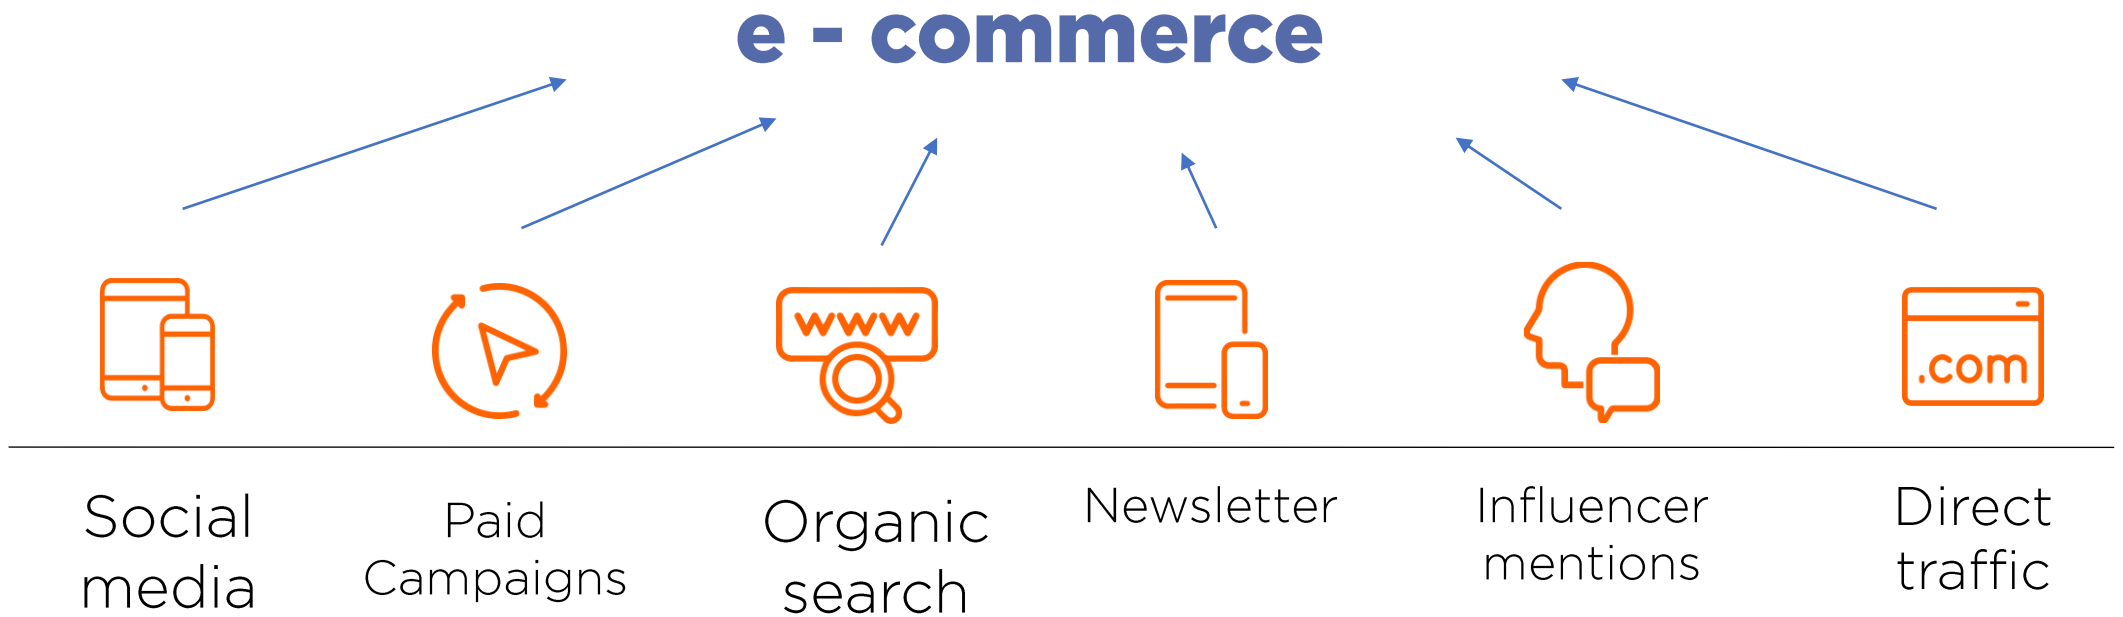 e - commerce
www
.com
Social
media
Paid
Campaigns
Organic
search
Newsletter
Influencer
mentions
Direct
traffic